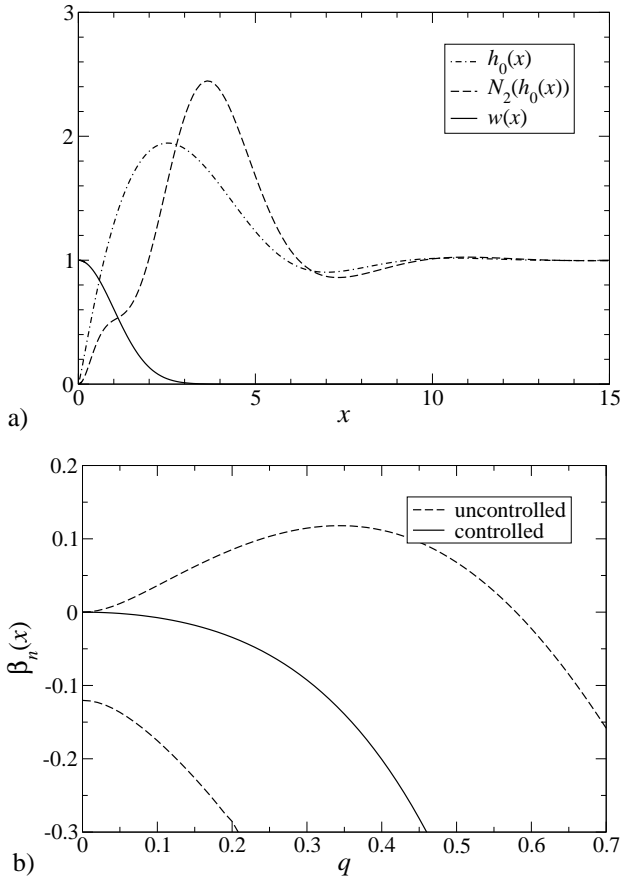 3
2
1
0
h₀(x)
N₂(h₀(x))
w(x)
0 5 10 15
x
a)
0.2
0.1
0
-0.1
-0.2
-0.3
βₙ(x)
uncontrolled
controlled
0 0.1 0.2 0.3 0.4 0.5 0.6 0.7
q
b)